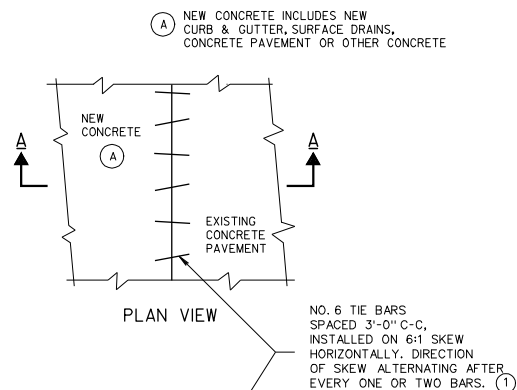 A NEW CONCRETE INCLUDES NEW
CURB & GUTTER, SURFACE DRAINS,
CONCRETE PAVEMENT OR OTHER CONCRETE
NEW
CONCRETE
A
A
A
EXISTING
CONCRETE
PAVEMENT
PLAN VIEW
NO. 6 TIE BARS
SPACED 3'-0" C-C,
INSTALLED ON 6:1 SKEW
HORIZONTALLY. DIRECTION
OF SKEW ALTERNATING AFTER
EVERY ONE OR TWO BARS. 1